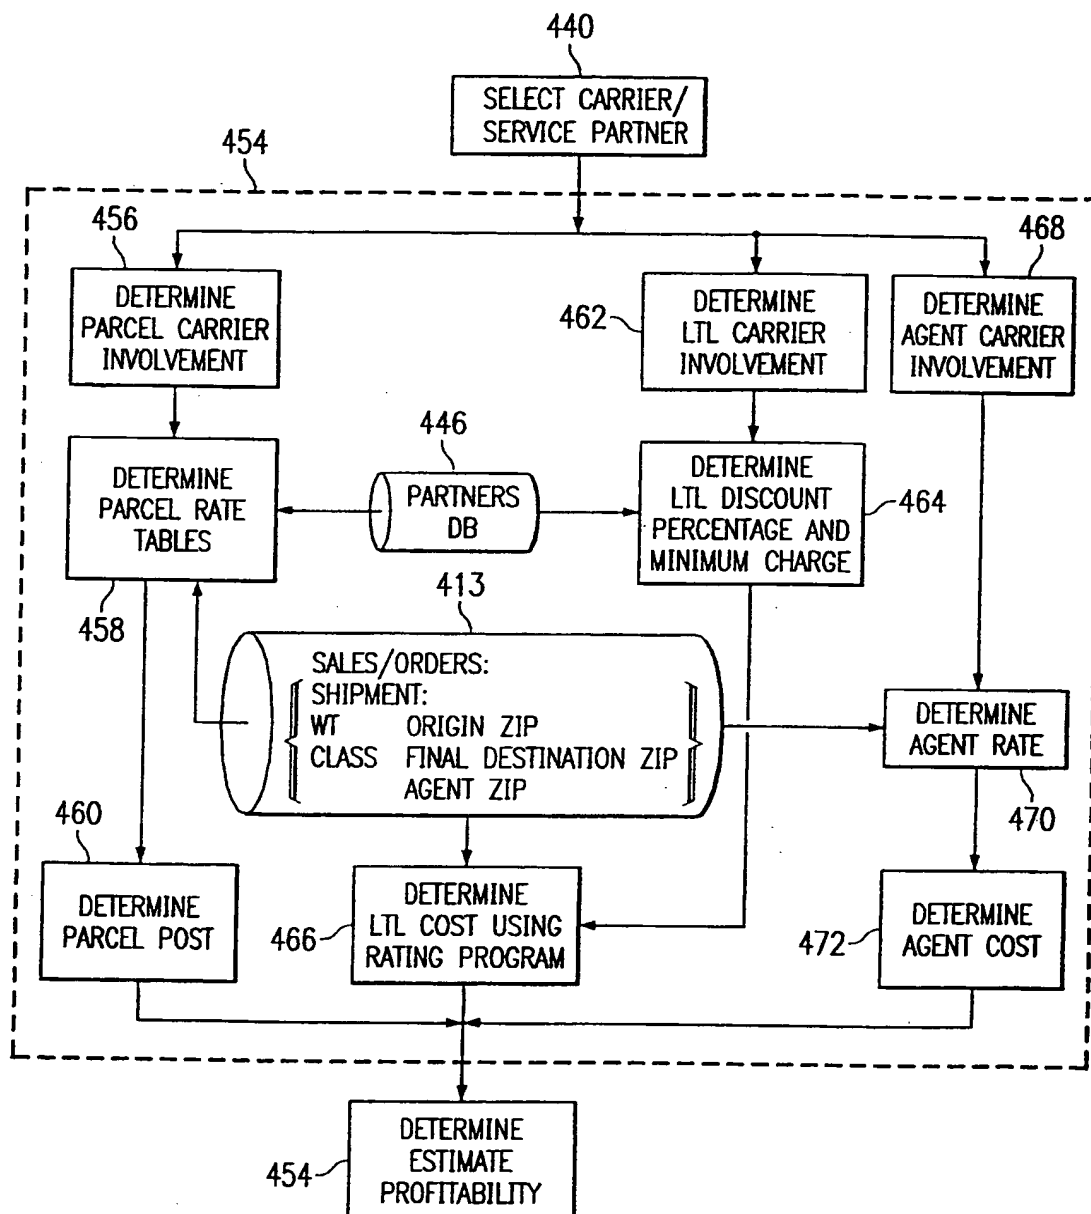 440
SELECT CARRIER/
SERVICE PARTNER
454
456
DETERMINE
PARCEL CARRIER
INVOLVEMENT
462
DETERMINE
LTL CARRIER
INVOLVEMENT
468
DETERMINE
AGENT CARRIER
INVOLVEMENT
DETERMINE
PARCEL RATE
TABLES
458
446
PARTNERS
DB
DETERMINE
LTL DISCOUNT
PERCENTAGE AND
MINIMUM CHARGE
464
413
SALES/ORDERS:
SHIPMENT:
WT ORIGIN ZIP
CLASS FINAL DESTINATION ZIP
AGENT ZIP
DETERMINE
AGENT RATE
470
460
DETERMINE
PARCEL POST
466
DETERMINE
LTL COST USING
RATING PROGRAM
472
DETERMINE
AGENT COST
454
DETERMINE
ESTIMATE
PROFITABILITY